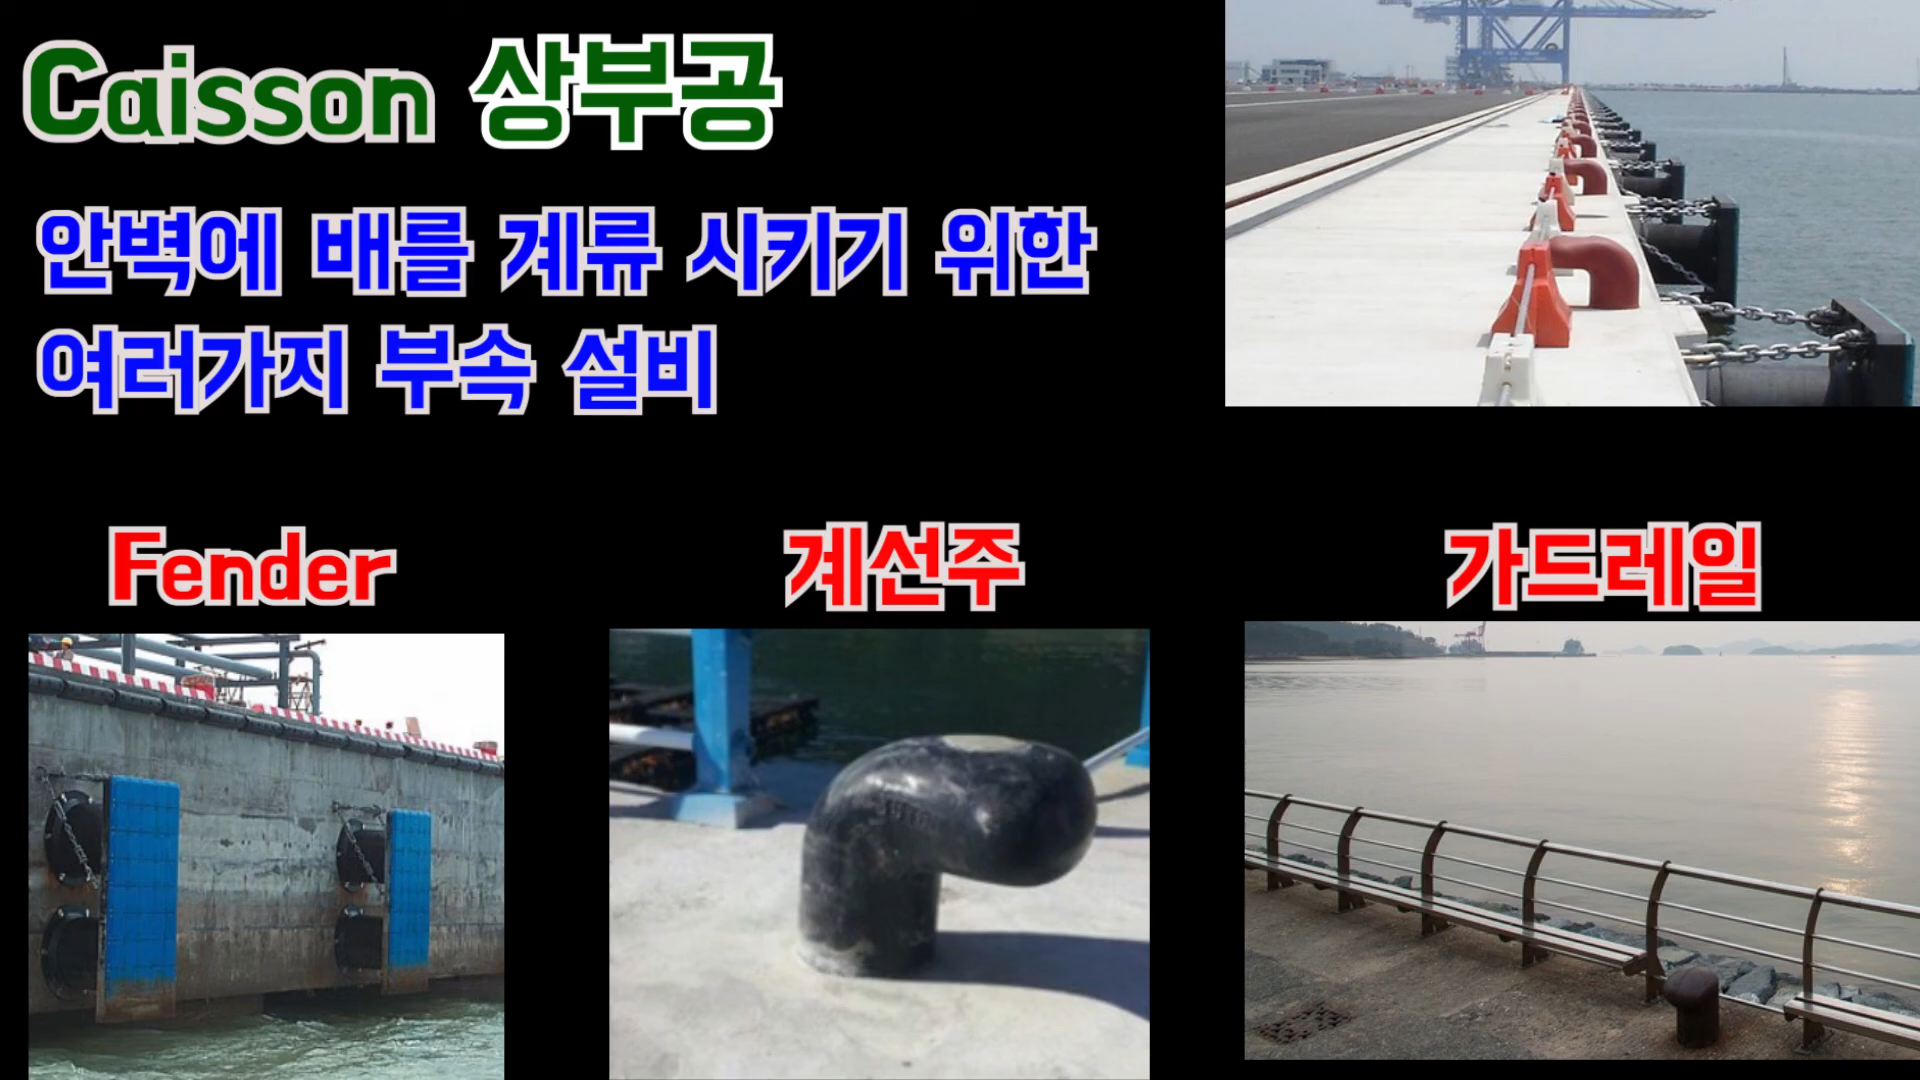 Caisson 상부공
안벽에 배를 계류 시키기 위한
여러가지 부속 설비
Fender
계선주
가드레일